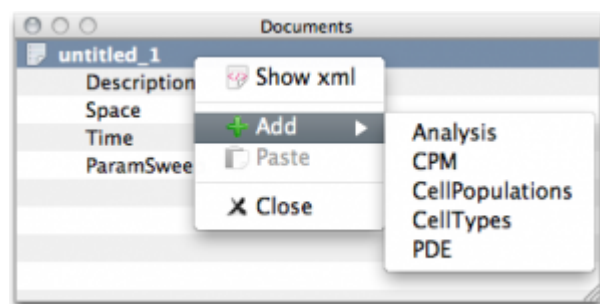 Documents
untitled_1
Description
Space
Time
ParamSwee
Show xml
Add
Paste
Close
Analysis
CPM
CellPopulations
CellTypes
PDE